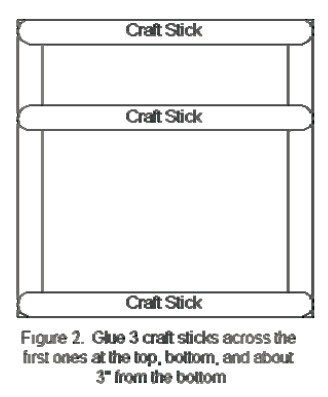 Craft Stick
Craft Stick
Craft Stick
Figure 2. Glue 3 craft sticks across the
first ones at the top, bottom, and about
3" from the bottom